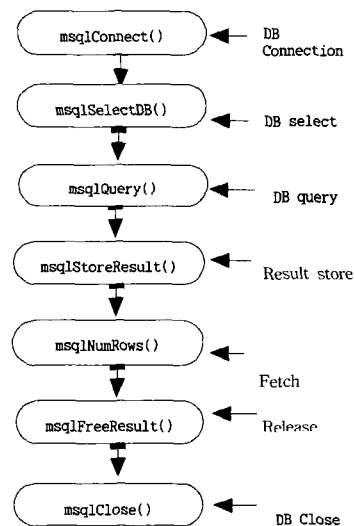 msqlConnect()
DB
Connection
msqlSelectDB()
DB select
msqlQuery()
DB query
msqlStoreResult()
Result store
msqlNumRows()
Fetch
msqlFreeResult()
Release
msqlClose()
DB Close